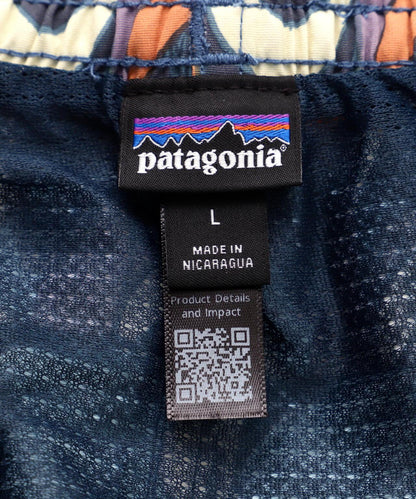 patagonia®
L
MADE IN
NICARAGUA
Product Details
and Impact